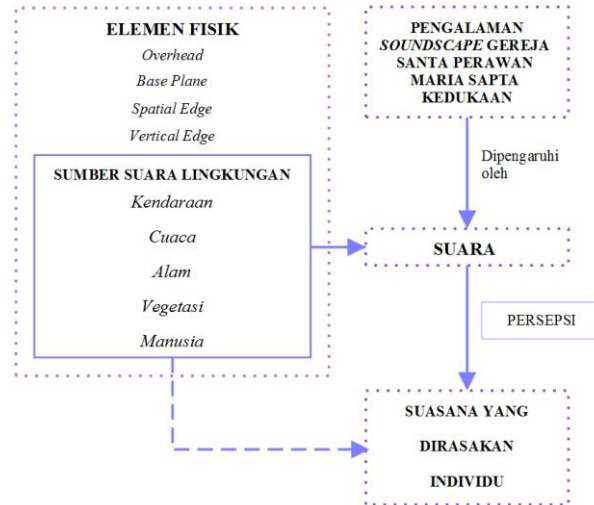 ELEMEN FISIK
Overhead
Base Plane
Spatial Edge
Vertical Edge
SUMBER SUARA LINGKUNGAN
Kendaraan
Cuaca
Alam
Vegetasi
Manusia
PENGALAMAN
SOUNDSCAPE GEREJA
SANTA PERAWAN
MARIA SAPTA
KEDUKAAN
Dipengaruhi
oleh
SUARA
PERSEPSI
SUASANA YANG
DIRASAKAN
INDIVIDU